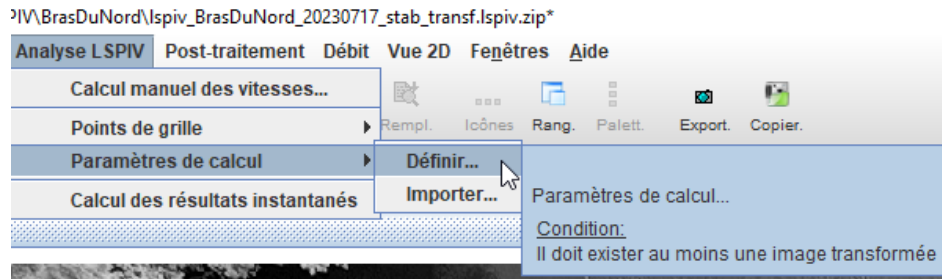 PIV\BrasDuNord\lspiv_BrasDuNord_20230717_stab_transf.lspiv.zip*
Analyse LSPIV Post-traitement Débit Vue 2D Fenêtres Aide
Calcul manuel des vitesses...
Points de grille
Rempl. Icônes Rang. Palett. Export. Copier.
Paramètres de calcul
Définir...
Importer...
Calcul des résultats instantanés
Paramètres de calcul...
Condition:
Il doit exister au moins une image transformée